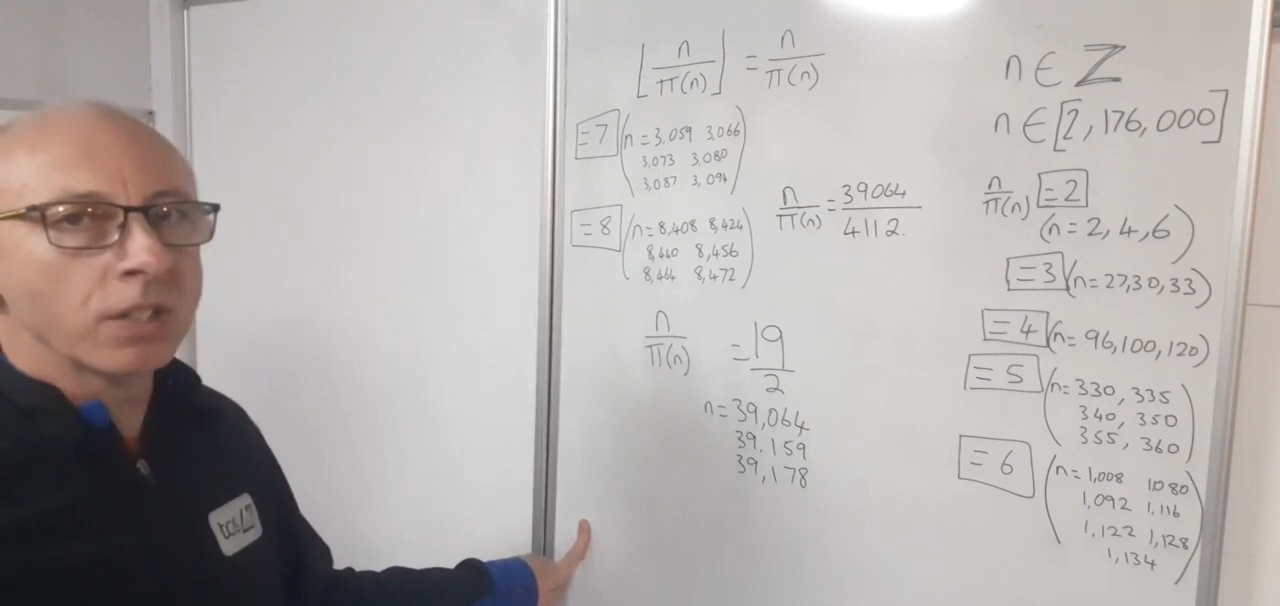 ⌊n/π(n)⌋ = n/π(n)
=7 (n = 3.059 3,066
3,073 3,080
3,087 3,094)
=8 (n = 8,408 8,424
8,440 8,456
8,464 8,472)
n/π(n) = 39064/4112.
n/π(n) = 19/2
n = 39,064
39,159
39,178
n ∈ ℤ
n ∈ [2,176,000]
n/π(n) =2
(n = 2, 4, 6)
=3 (n = 27,30,33)
=4 (n = 96,100,120)
=5 (n = 330, 335
340, 350
355, 360)
=6 (n = 1,008 1,080
1,092 1,116
1,122 1,128
1,134)